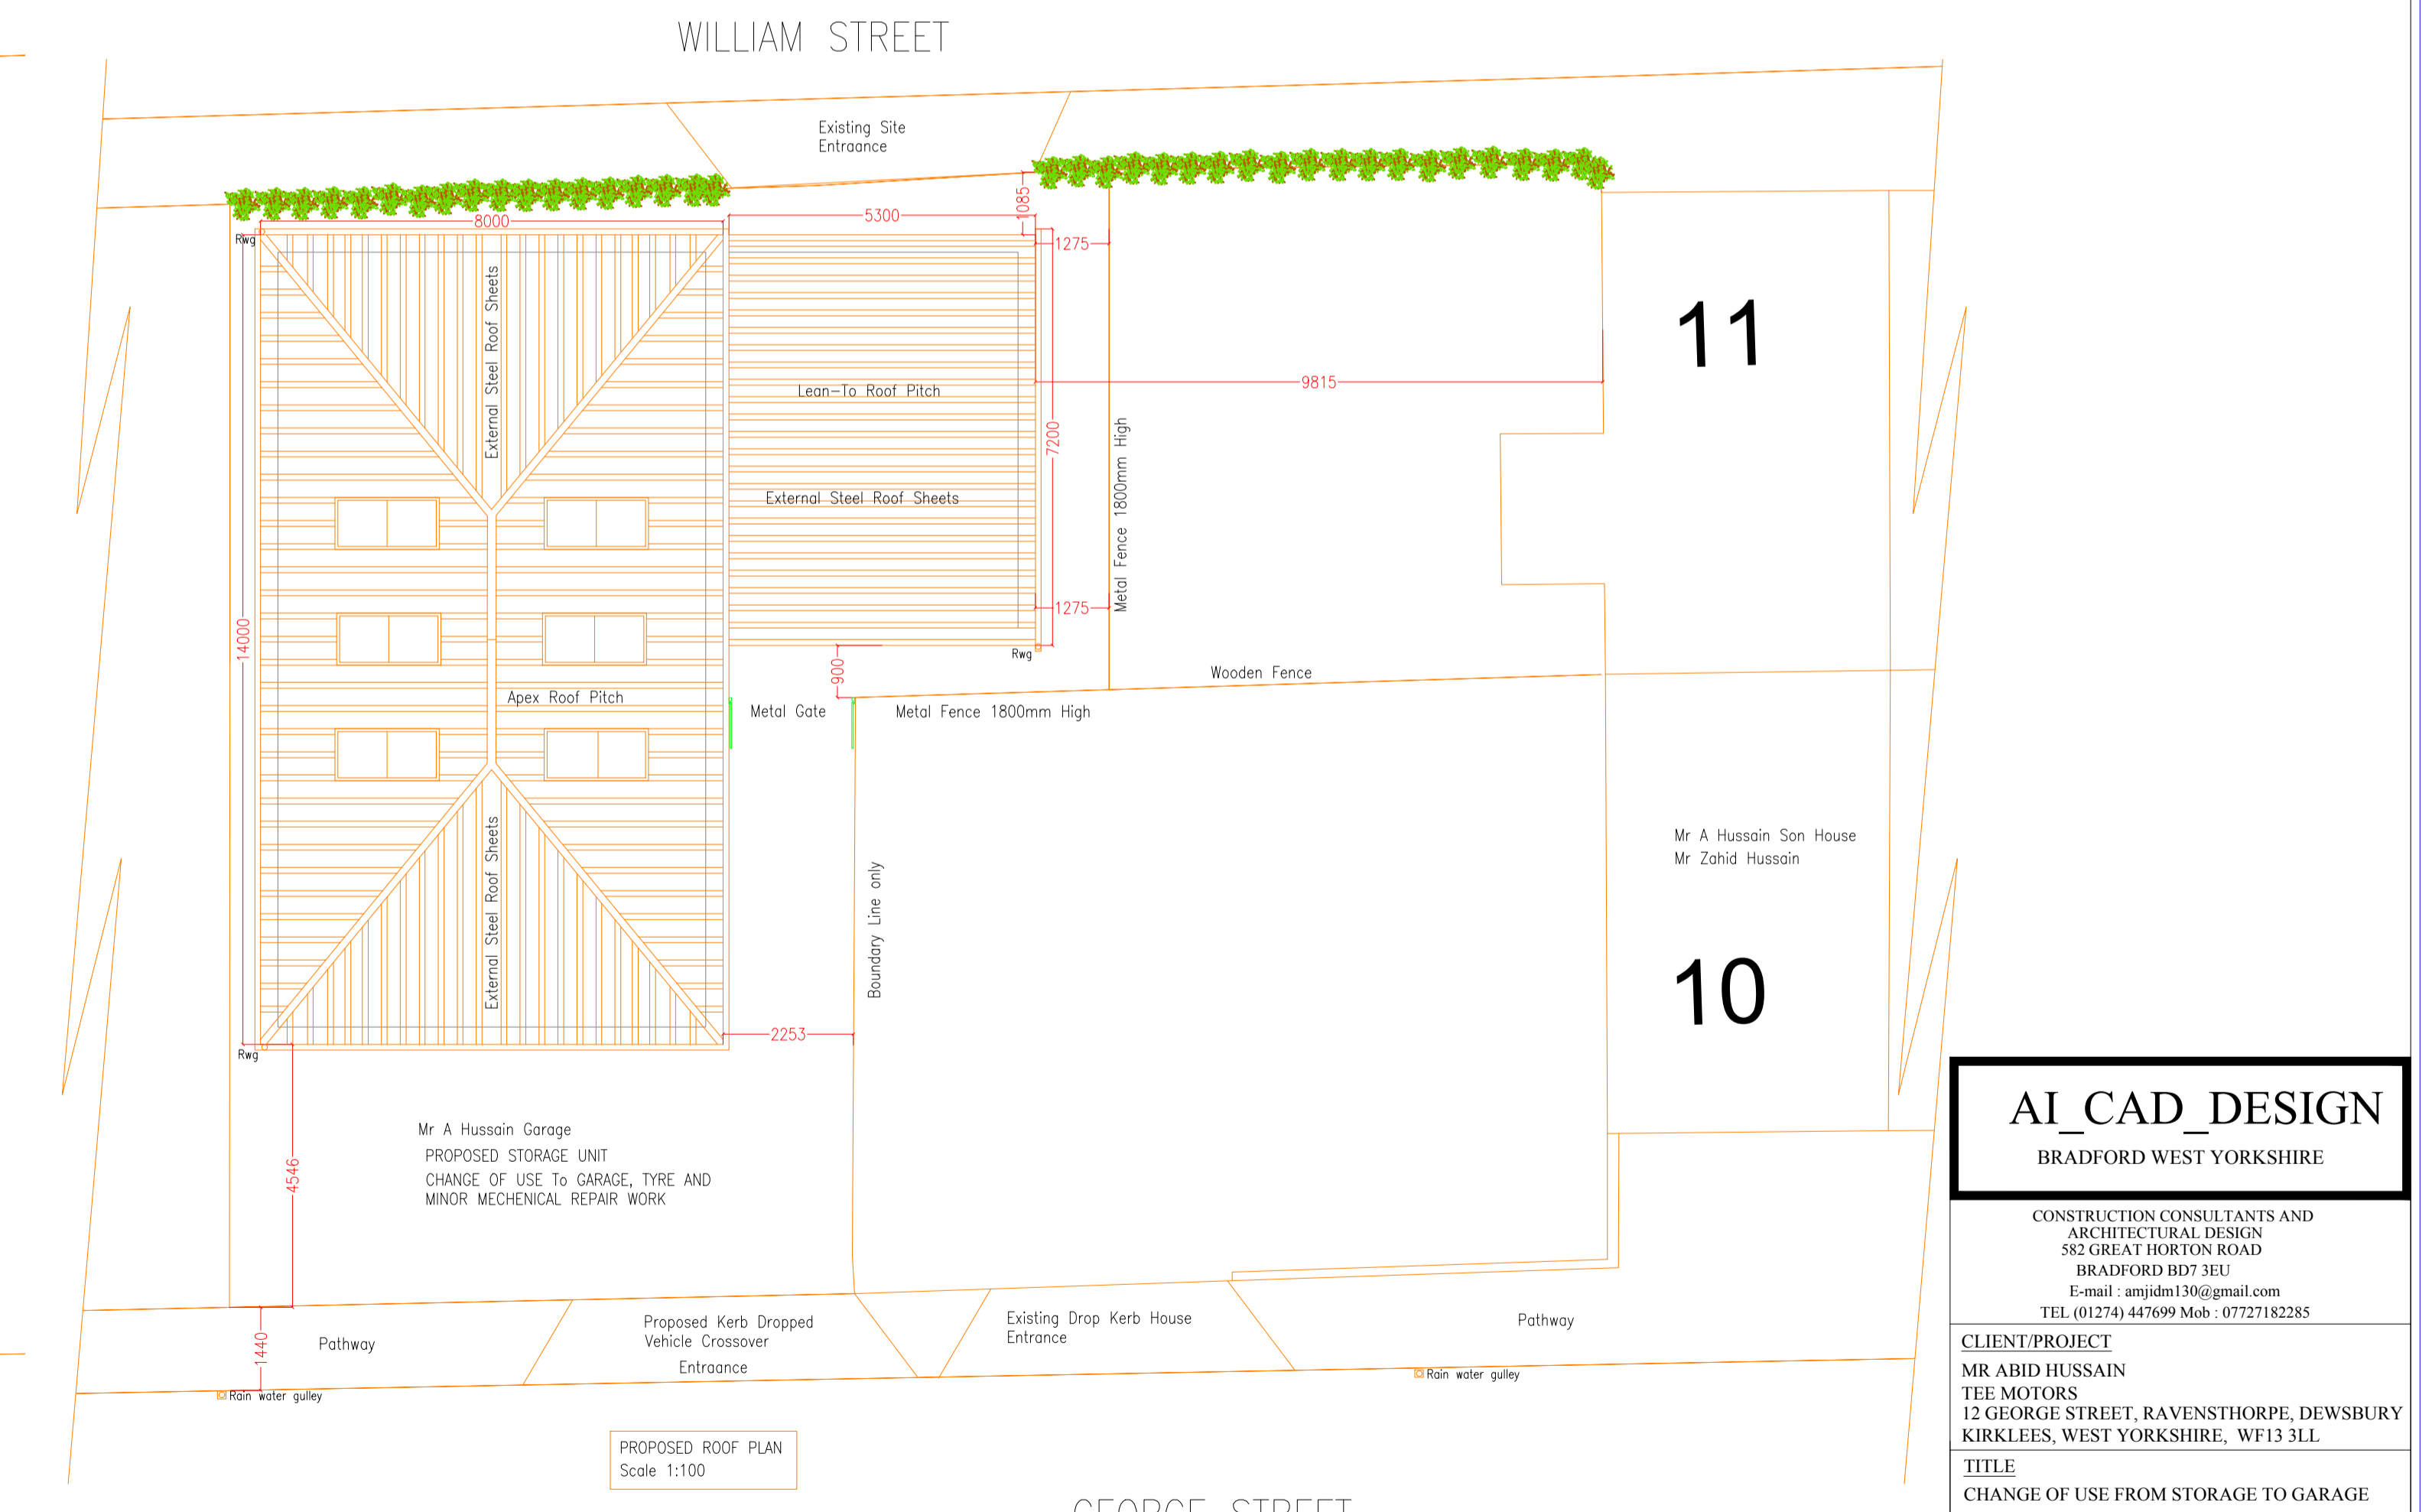 WILLIAM STREET
Existing Site
Entraance
8000
5300
1085
1275
Rwg
External Steel Roof Sheets
11
9815
Lean-To Roof Pitch
7200
Metal Fence 1800mm High
External Steel Roof Sheets
1275
14000
Rwg
900
Wooden Fence
Apex Roof Pitch
Metal Gate
Metal Fence 1800mm High
Mr A Hussain Son House
Mr Zahid Hussain
External Steel Roof Sheets
Boundary Line only
10
2253
Rwg
Mr A Hussain Garage
PROPOSED STORAGE UNIT
CHANGE OF USE To GARAGE, TYRE AND
MINOR MECHENICAL REPAIR WORK
4546
1440
Pathway
Proposed Kerb Dropped
Vehicle Crossover
Entraance
Existing Drop Kerb House
Entrance
Pathway
Rain water gulley
Rain water gulley
PROPOSED ROOF PLAN
Scale 1:100
GEORGE STREET
AI_CAD_DESIGN
BRADFORD WEST YORKSHIRE
CONSTRUCTION CONSULTANTS AND
ARCHITECTURAL DESIGN
582 GREAT HORTON ROAD
BRADFORD BD7 3EU
E-mail : amjidm130@gmail.com
TEL (01274) 447699 Mob : 07727182285
CLIENT/PROJECT
MR ABID HUSSAIN
TEE MOTORS
12 GEORGE STREET, RAVENSTHORPE, DEWSBURY
KIRKLEES, WEST YORKSHIRE, WF13 3LL
TITLE
CHANGE OF USE FROM STORAGE TO GARAGE